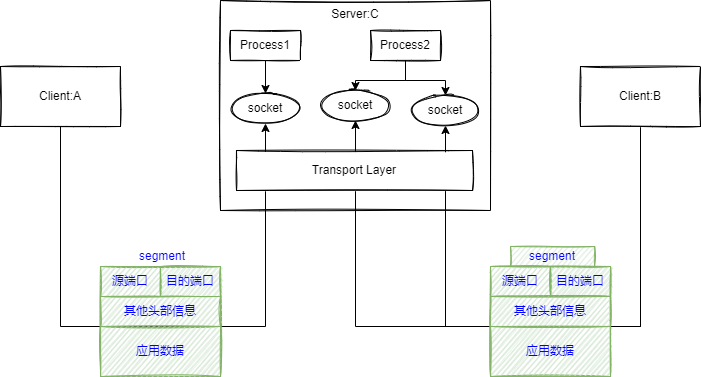 Server:C
Process1
Process2
Client:A
Client:B
socket
socket
socket
Transport Layer
segment
源端口
目的端口
其他头部信息
应用数据
segment
源端口
目的端口
其他头部信息
应用数据